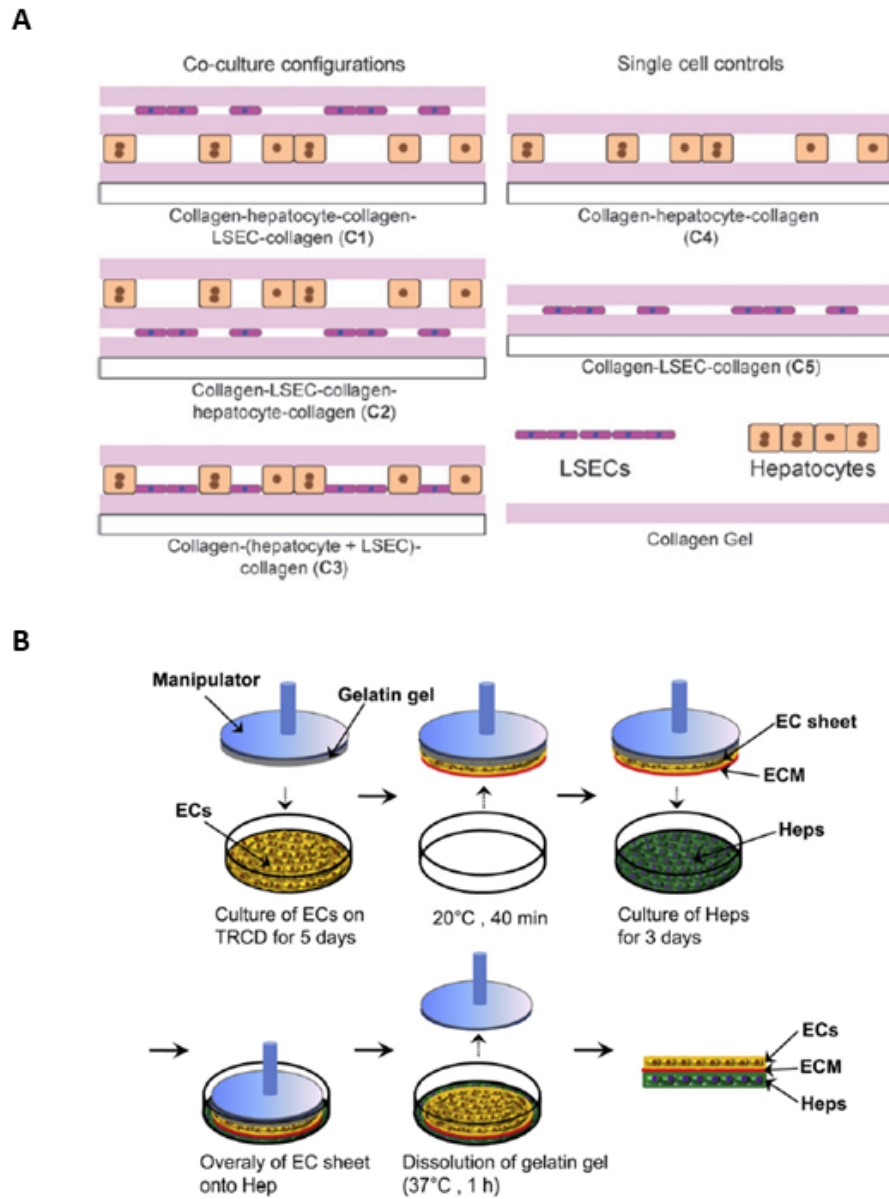 A
Co-culture configurations
Collagen-hepatocyte-collagen-
LSEC-collagen (C1)
Collagen-LSEC-collagen-
hepatocyte-collagen (C2)
Collagen-(hepatocyte + LSEC)-
collagen (C3)
Single cell controls
Collagen-hepatocyte-collagen
(C4)
Collagen-LSEC-collagen (C5)
LSECs
Hepatocytes
Collagen Gel
B
Manipulator
Gelatin gel
ECs
Culture of ECs on
TRCD for 5 days
20°C , 40 min
EC sheet
ECM
Heps
Culture of Heps
for 3 days
Overaly of EC sheet
onto Hep
Dissolution of gelatin gel
(37°C , 1 h)
ECs
ECM
Heps